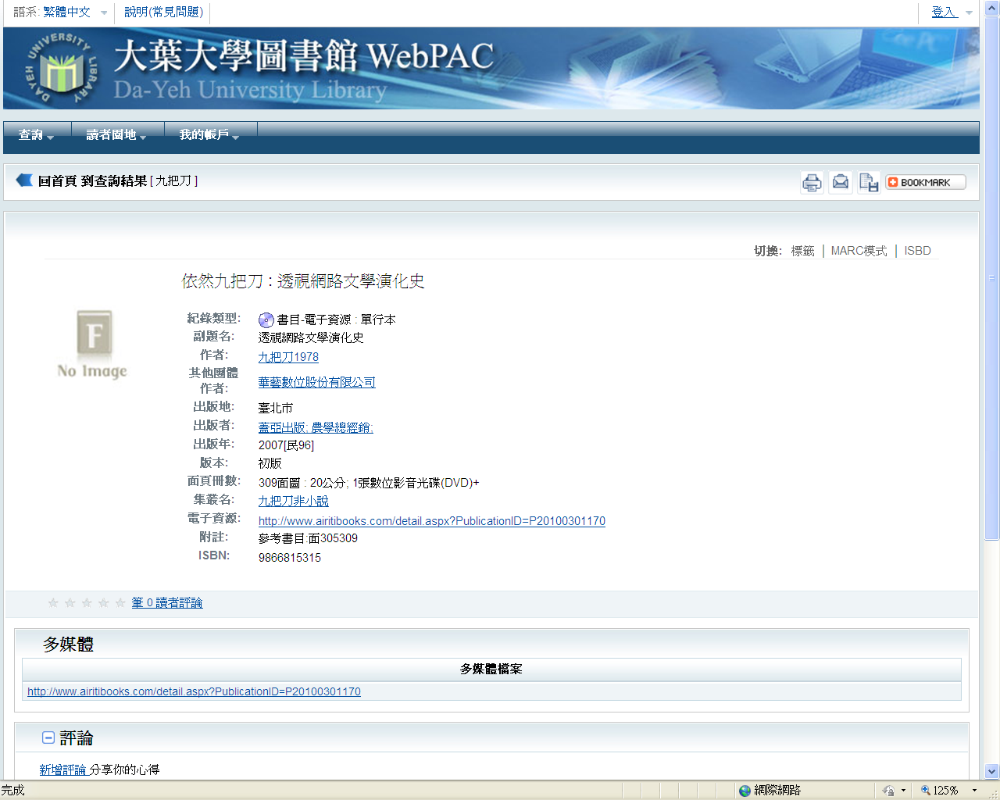 語系: 繁體中文 說明(常見問題) 登入
DA-YEH UNIVERSITY LIBRARY
大葉大學圖書館 WebPAC
Da-Yeh University Library
查詢 讀者園地 我的帳戶
回首頁 到查詢結果 [ 九把刀 ] BOOKMARK
切換: 標籤 MARC模式 ISBD
依然九把刀 : 透視網路文學演化史
No Image
紀錄類型: 書目-電子資源 : 單行本
副題名: 透視網路文學演化史
作者: 九把刀1978
其他團體作者: 華藝數位股份有限公司
出版地: 臺北市
出版者: 蓋亞出版; 農學總經銷;
出版年: 2007[民96]
版本: 初版
面頁冊數: 309面圖 : 20公分; 1張數位影音光碟(DVD)+
集叢名: 九把刀非小說
電子資源: http://www.airitibooks.com/detail.aspx?PublicationID=P20100301170
附註: 參考書目:面305309
ISBN: 9866815315
筆 0 讀者評論
多媒體
多媒體檔案
http://www.airitibooks.com/detail.aspx?PublicationID=P20100301170
評論
新增評論 分享你的心得
完成 網際網路 125%